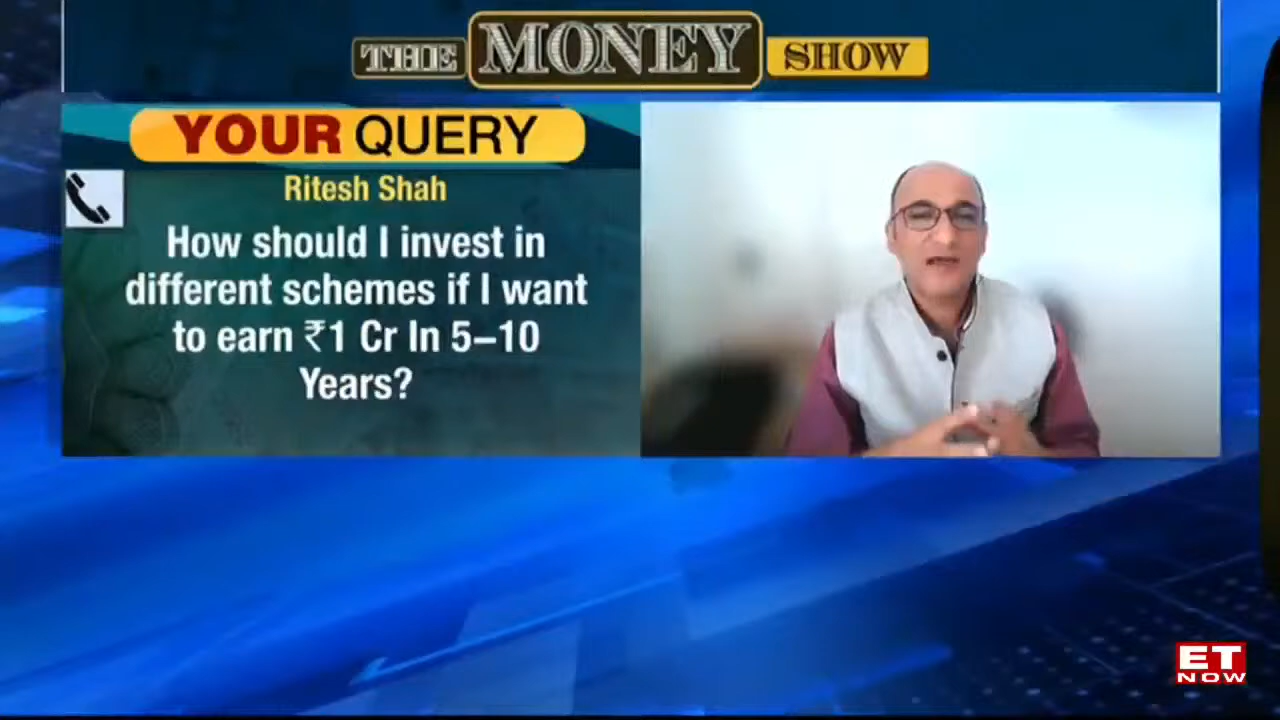 THE MONEY SHOW
YOUR QUERY
Ritesh Shah
How should I invest in
different schemes if I want
to earn ₹1 Cr In 5–10
Years?
ET
NOW